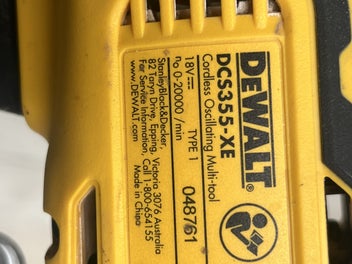 DEWALT®
DCS355-XE
Cordless Oscillating Multi-tool
18V⎓ TYPE 1 048761
n₀ 0-20000 /min
Stanley Black & Decker,
82 Taryn Drive, Epping, Victoria 3076 Australia
For Service Information, Call 1-800-654155
www.DEWALT.com Made in China